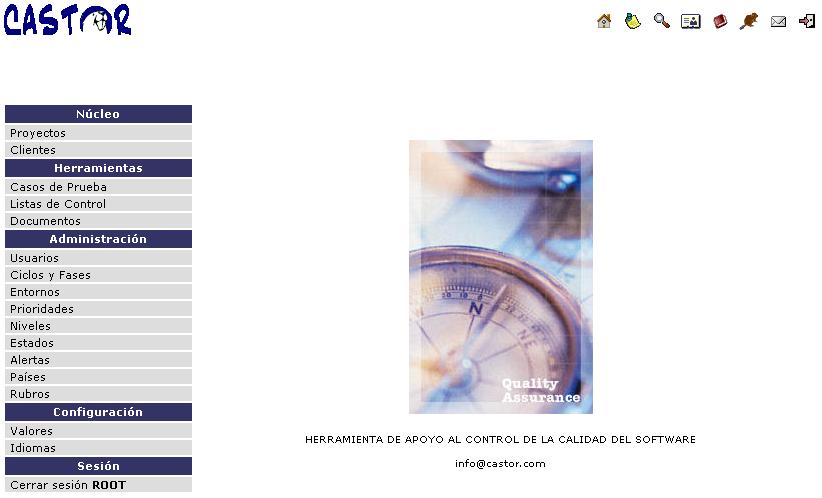 CASTOR
Núcleo
Proyectos
Clientes
Herramientas
Casos de Prueba
Listas de Control
Documentos
Administración
Usuarios
Ciclos y Fases
Entornos
Prioridades
Niveles
Estados
Alertas
Países
Rubros
Configuración
Valores
Idiomas
Sesión
Cerrar sesión ROOT
N
NE
Quality
Assurance
HERRAMIENTA DE APOYO AL CONTROL DE LA CALIDAD DEL SOFTWARE
info@castor.com